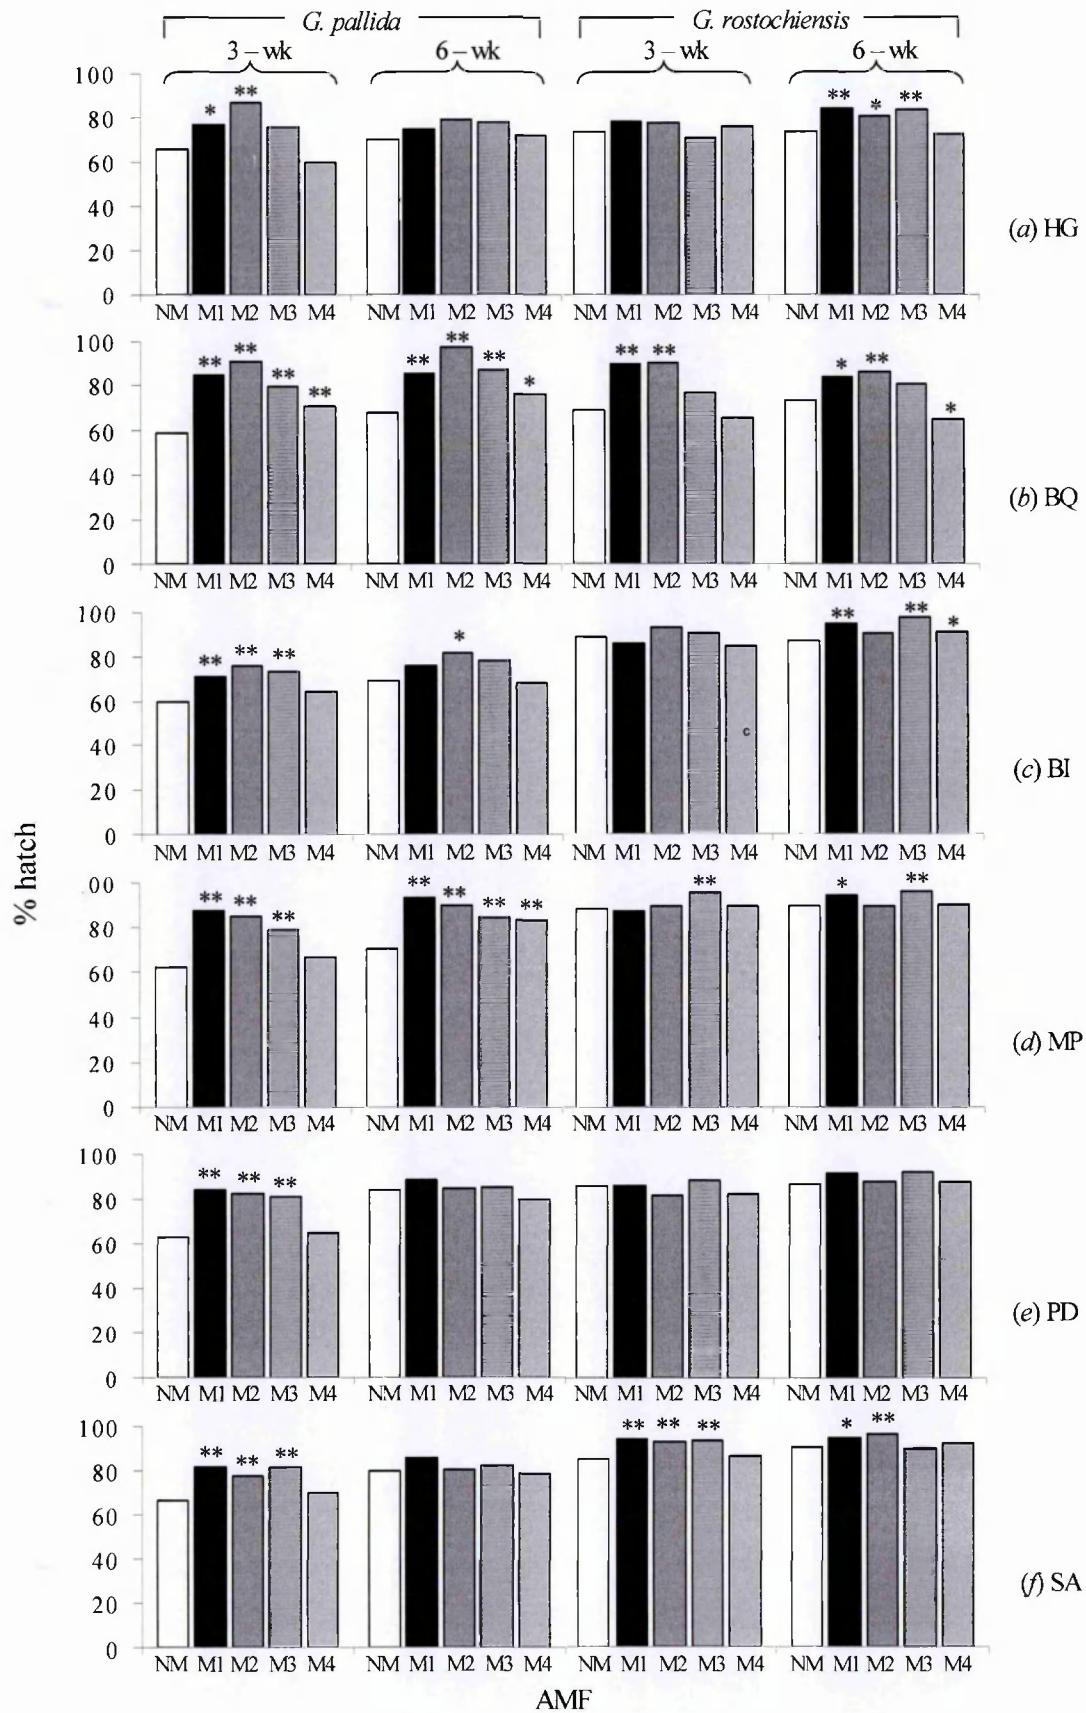 G. pallida G. rostochiensis
3 – wk 6 – wk 3 – wk 6 – wk
100
80
60
40
20
0
* ** ** * **
NM M1 M2 M3 M4 NM M1 M2 M3 M4 NM M1 M2 M3 M4 NM M1 M2 M3 M4
(a) HG
100
80
60
40
20
0
** ** ** ** ** ** ** * ** ** * ** *
NM M1 M2 M3 M4 NM M1 M2 M3 M4 NM M1 M2 M3 M4 NM M1 M2 M3 M4
(b) BQ
100
80
60
40
20
0
** ** ** * ** ** *
c
NM M1 M2 M3 M4 NM M1 M2 M3 M4 NM M1 M2 M3 M4 NM M1 M2 M3 M4
(c) BI
% hatch
00
80
60
40
20
0
** ** ** ** ** ** ** ** * **
NM M1 M2 M3 M4 NM M1 M2 M3 M4 NM M1 M2 M3 M4 NM M1 M2 M3 M4
(d) MP
100
80
60
40
20
0
** ** **
NM M1 M2 M3 M4 NM M1 M2 M3 M4 NM M1 M2 M3 M4 NM M1 M2 M3 M4
(e) PD
100
80
60
40
20
0
** ** ** ** ** ** * **
NM M1 M2 M3 M4 NM M1 M2 M3 M4 NM M1 M2 M3 M4 NM M1 M2 M3 M4
(f) SA
AMF